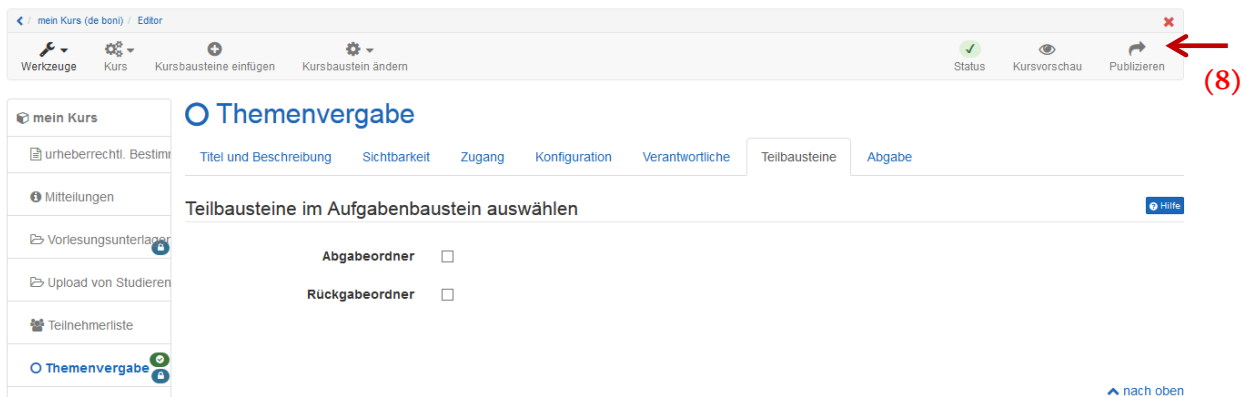 / mein Kurs (de boni) / Editor
Werkzeuge Kurs Kursbausteine einfügen Kursbaustein ändern Status Kursvorschau Publizieren
(8)
mein Kurs
Themenvergabe
urheberrechtl. Bestimm
Titel und Beschreibung Sichtbarkeit Zugang Konfiguration Verantwortliche Teilbausteine Abgabe
Mitteilungen
Teilbausteine im Aufgabenbaustein auswählen
Hilfe
Vorlesungsunterlagen
Abgabeordner
Upload von Studieren
Rückgabeordner
Teilnehmerliste
Themenvergabe
nach oben